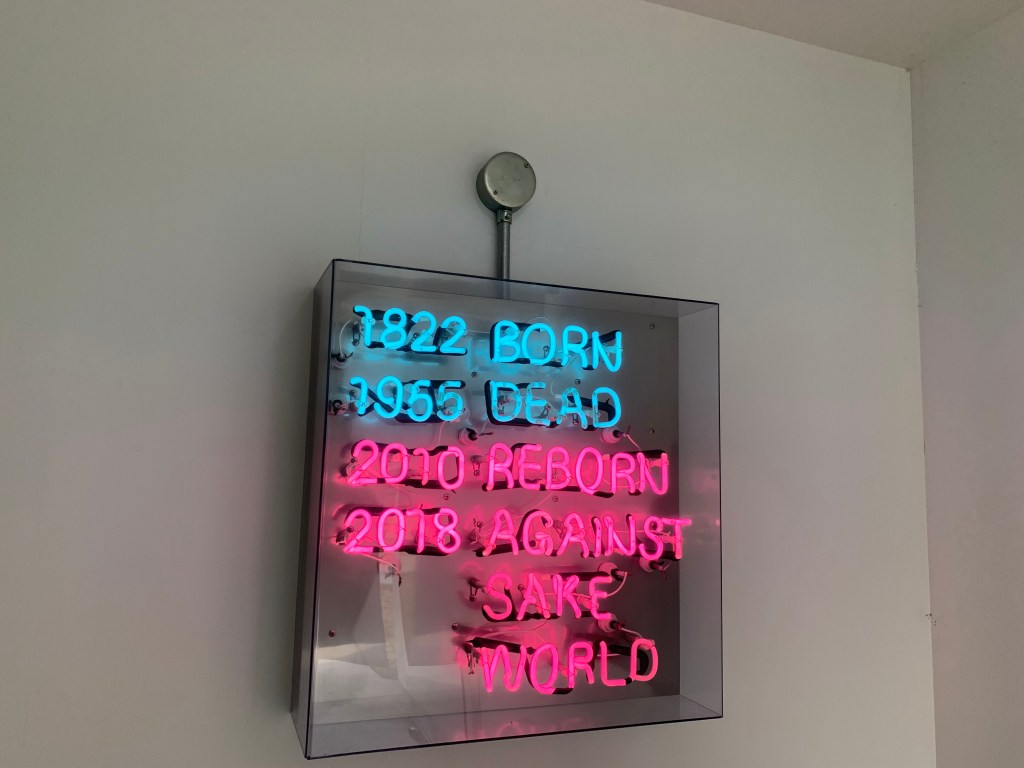 1822 BORN
1955 DEAD
2010 REBORN
2018 AGAINST
SAKE
WORLD